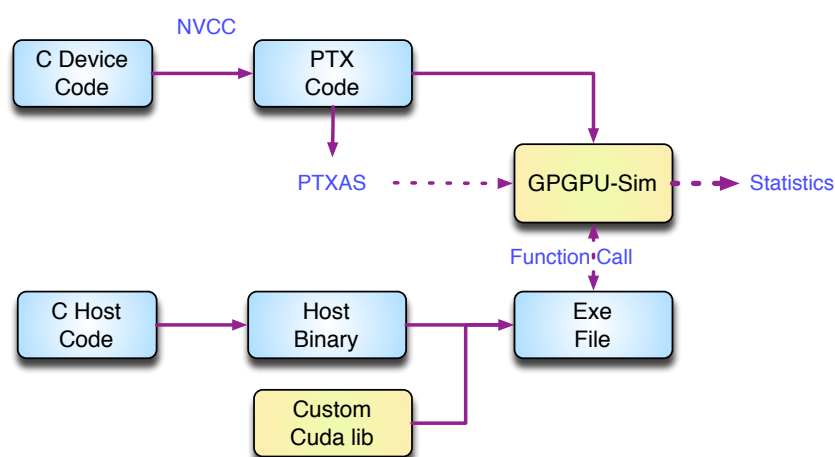 NVCC
C Device
Code
PTX
Code
PTXAS
GPGPU-Sim
Statistics
Function Call
C Host
Code
Host
Binary
Exe
File
Custom
Cuda lib